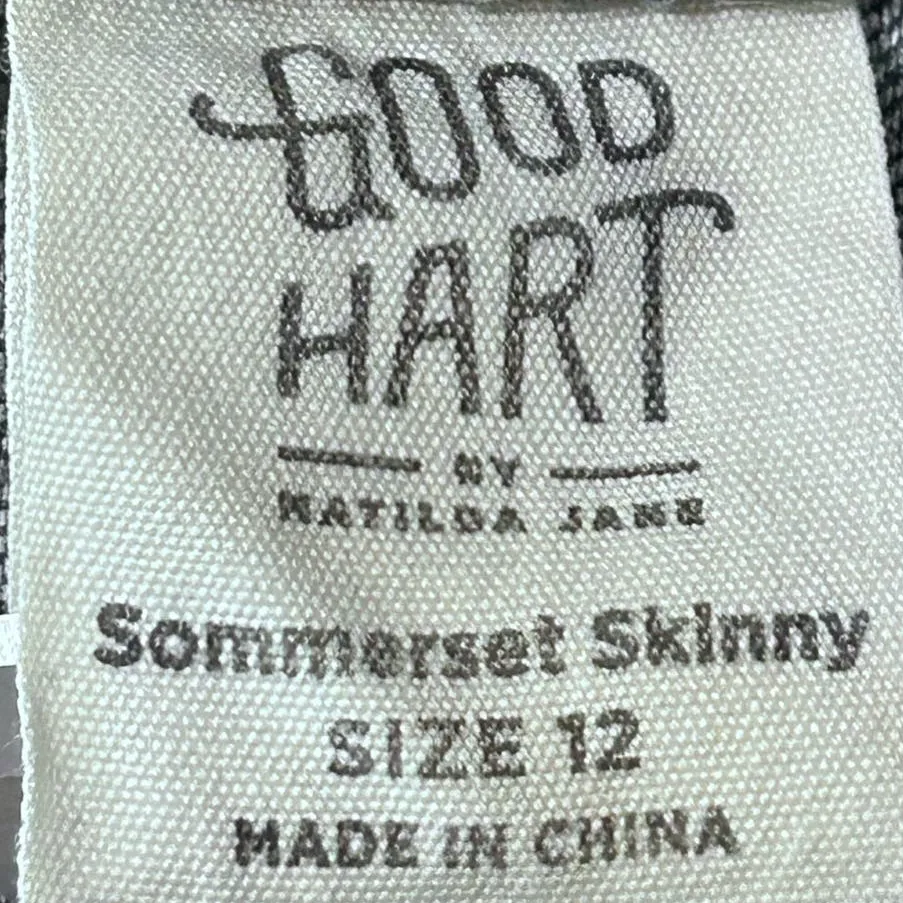 GOOD
HART
BY
MATILDA JANE
Sommerset Skinny
SIZE 12
MADE IN CHINA